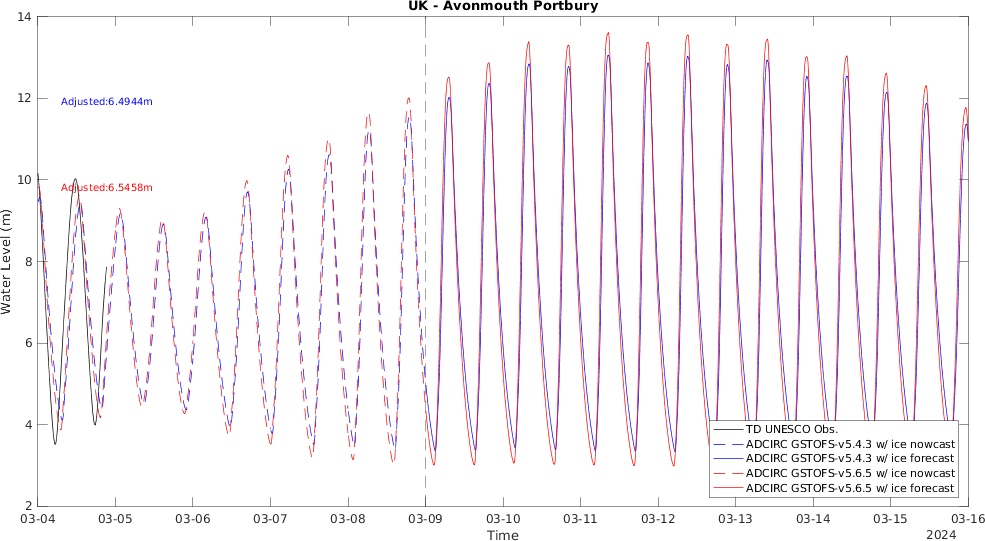 UK - Avonmouth Portbury
14
12
10
8
6
4
2
Water Level (m)
Adjusted:6.4944m
Adjusted:6.5458m
TD UNESCO Obs.
ADCIRC GSTOFS-v5.4.3 w/ ice nowcast
ADCIRC GSTOFS-v5.4.3 w/ ice forecast
ADCIRC GSTOFS-v5.6.5 w/ ice nowcast
ADCIRC GSTOFS-v5.6.5 w/ ice forecast
03-04 03-05 03-06 03-07 03-08 03-09 03-10 03-11 03-12 03-13 03-14 03-15 03-16
Time
2024